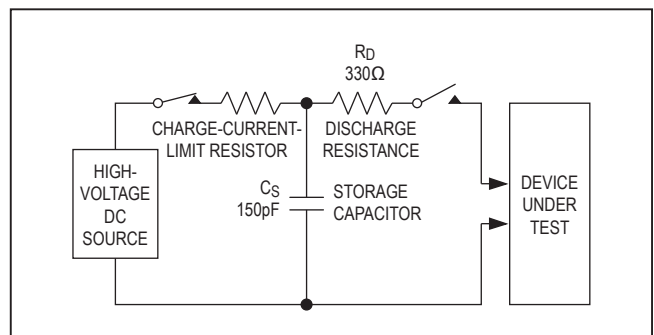 RD
330Ω
CHARGE-CURRENT-
LIMIT RESISTOR
DISCHARGE
RESISTANCE
HIGH-
VOLTAGE
DC
SOURCE
CS
150pF
STORAGE
CAPACITOR
DEVICE
UNDER
TEST